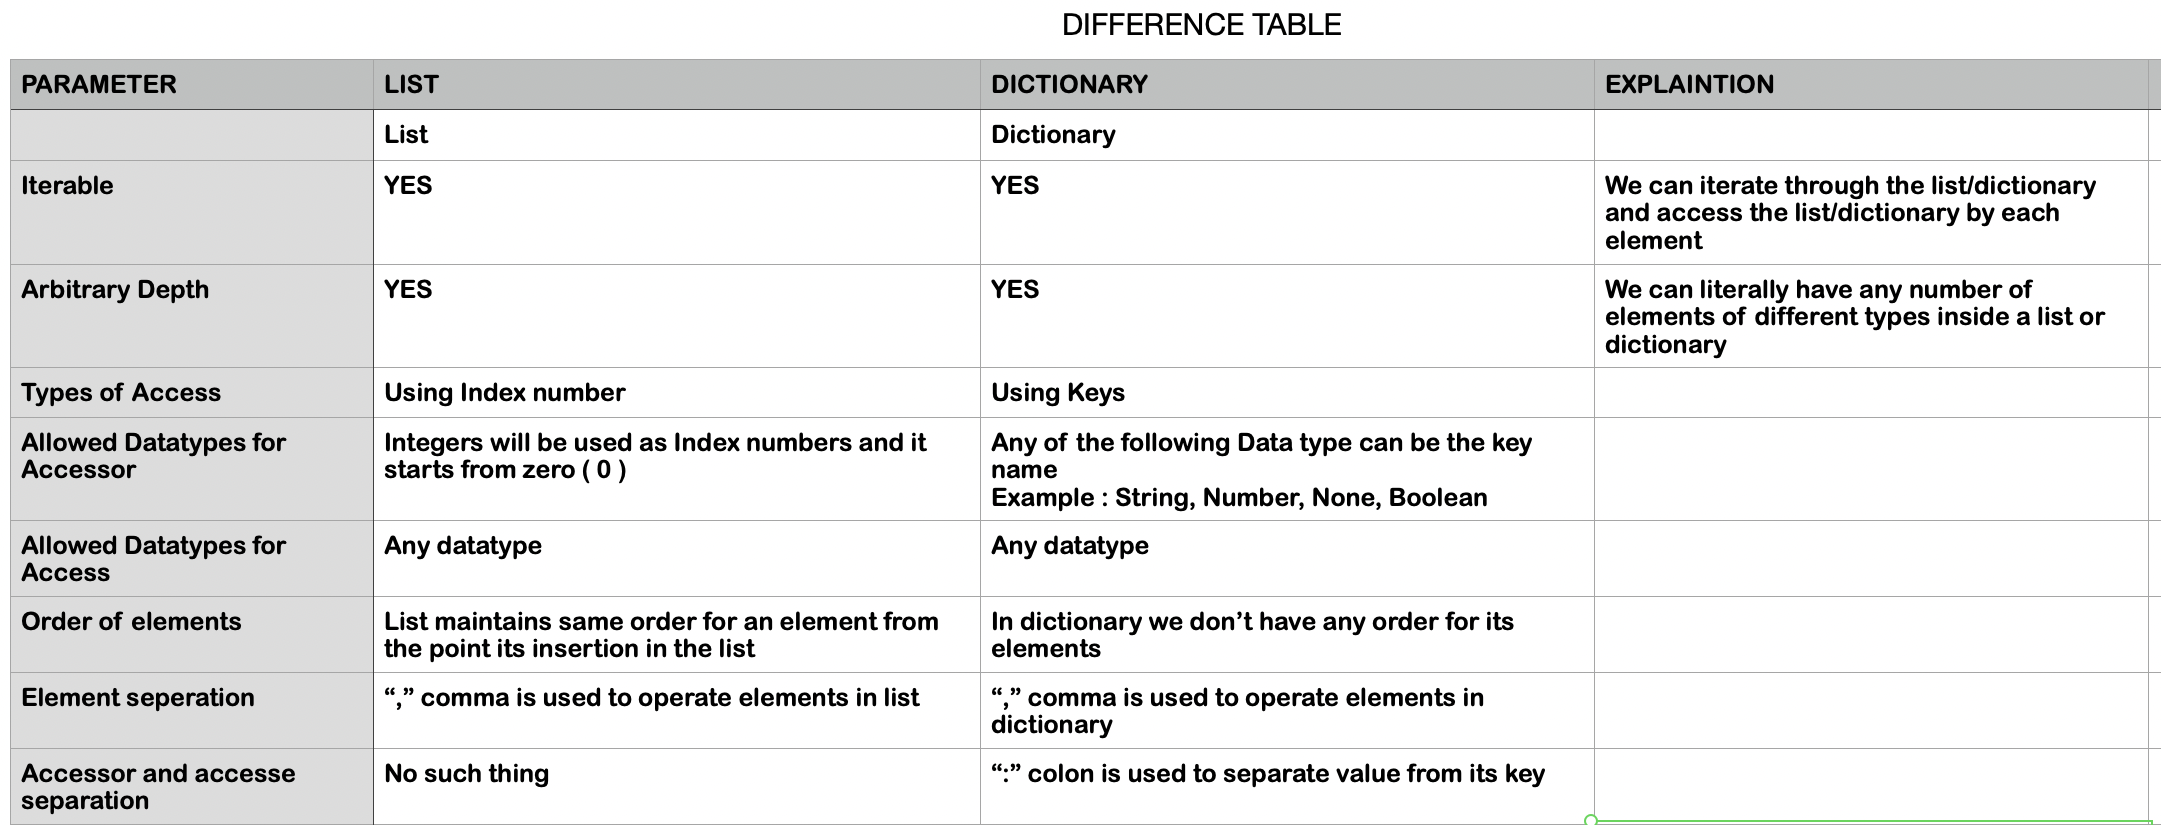 DIFFERENCE TABLE
PARAMETER
LIST
DICTIONARY
EXPLAINTION
List
Dictionary
Iterable
YES
YES
We can iterate through the list/dictionary
and access the list/dictionary by each
element
Arbitrary Depth
YES
YES
We can literally have any number of
elements of different types inside a list or
dictionary
Types of Access
Using Index number
Using Keys
Allowed Datatypes for
Accessor
Integers will be used as Index numbers and it
starts from zero ( 0 )
Any of the following Data type can be the key
name
Example : String, Number, None, Boolean
Allowed Datatypes for
Access
Any datatype
Any datatype
Order of elements
List maintains same order for an element from
the point its insertion in the list
In dictionary we don’t have any order for its
elements
Element seperation
“,” comma is used to operate elements in list
“,” comma is used to operate elements in
dictionary
Accessor and accesse
separation
No such thing
“:” colon is used to separate value from its key